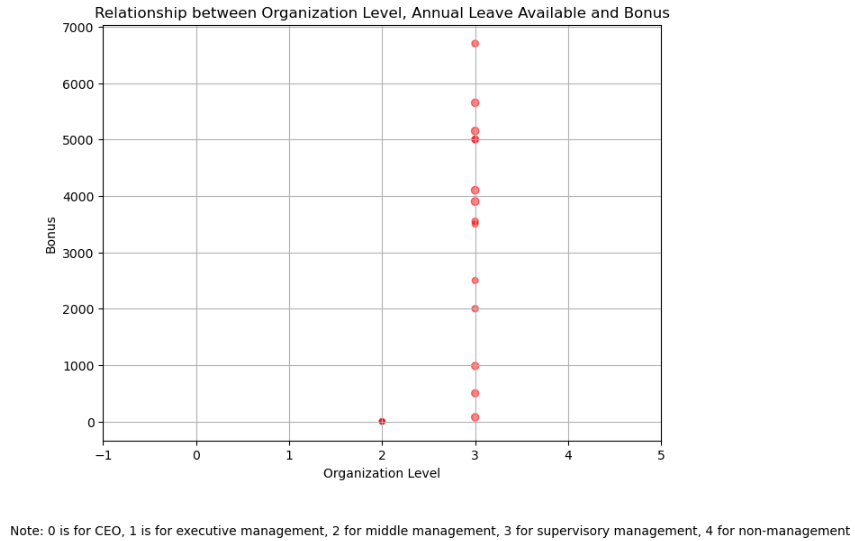 Relationship between Organization Level, Annual Leave Available and Bonus
7000
6000
5000
4000
3000
2000
1000
0
Bonus
−1 0 1 2 3 4 5
Organization Level
Note: 0 is for CEO, 1 is for executive management, 2 for middle management, 3 for supervisory management, 4 for non-management